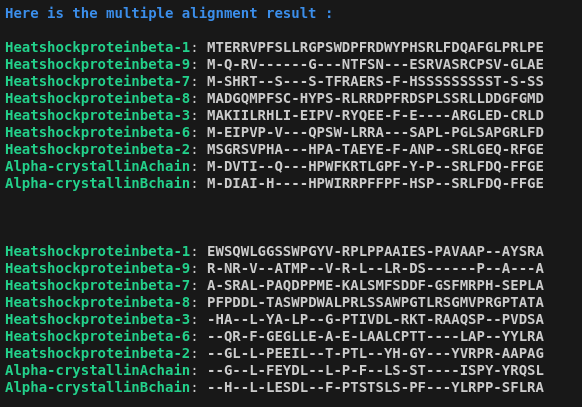 Here is the multiple alignment result :
Heatshockproteinbeta-1: MTERRVPFSLLRGPSWDPFRDWYPHSRLFDQAFGLPRLPE
Heatshockproteinbeta-9: M-Q-RV------G---NTFSN---ESRVASRCPSV-GLAE
Heatshockproteinbeta-7: M-SHRT--S---S-TFRAERS-F-HSSSSSSSSST-S-SS
Heatshockproteinbeta-8: MADGQMPFSC-HYPS-RLRRDPFRDSPLSSRLLDDGFGMD
Heatshockproteinbeta-3: MAKIILRHLI-EIPV-RYQEE-F-E----ARGLED-CRLD
Heatshockproteinbeta-6: M-EIPVP-V---QPSW-LRRA---SAPL-PGLSAPGRLFD
Heatshockproteinbeta-2: MSGRSVPHA---HPA-TAEYE-F-ANP--SRLGEQ-RFGE
Alpha-crystallinAchain: M-DVTI--Q---HPWFKRTLGPF-Y-P--SRLFDQ-FFGE
Alpha-crystallinBchain: M-DIAI-H----HPWIRRPFFPF-HSP--SRLFDQ-FFGE
Heatshockproteinbeta-1: EWSQWLGGSSWPGYV-RPLPPAAIES-PAVAAP--AYSRA
Heatshockproteinbeta-9: R-NR-V--ATMP--V-R-L--LR-DS------P--A---A
Heatshockproteinbeta-7: A-SRAL-PAQDPPME-KALSMFSDDF-GSFMRPH-SEPLA
Heatshockproteinbeta-8: PFPDDL-TASWPDWALPRLSSAWPGTLRSGMVPRGPTATA
Heatshockproteinbeta-3: -HA--L-YA-LP--G-PTIVDL-RKT-RAAQSP--PVDSA
Heatshockproteinbeta-6: --QR-F-GEGLLE-A-E-LAALCPTT----LAP--YYLRA
Heatshockproteinbeta-2: --GL-L-PEEIL--T-PTL--YH-GY---YVRPR-AAPAG
Alpha-crystallinAchain: --G--L-FEYDL--L-P-F--LS-ST----ISPY-YRQSL
Alpha-crystallinBchain: --H--L-LESDL--F-PTSTSLS-PF---YLRPP-SFLRA